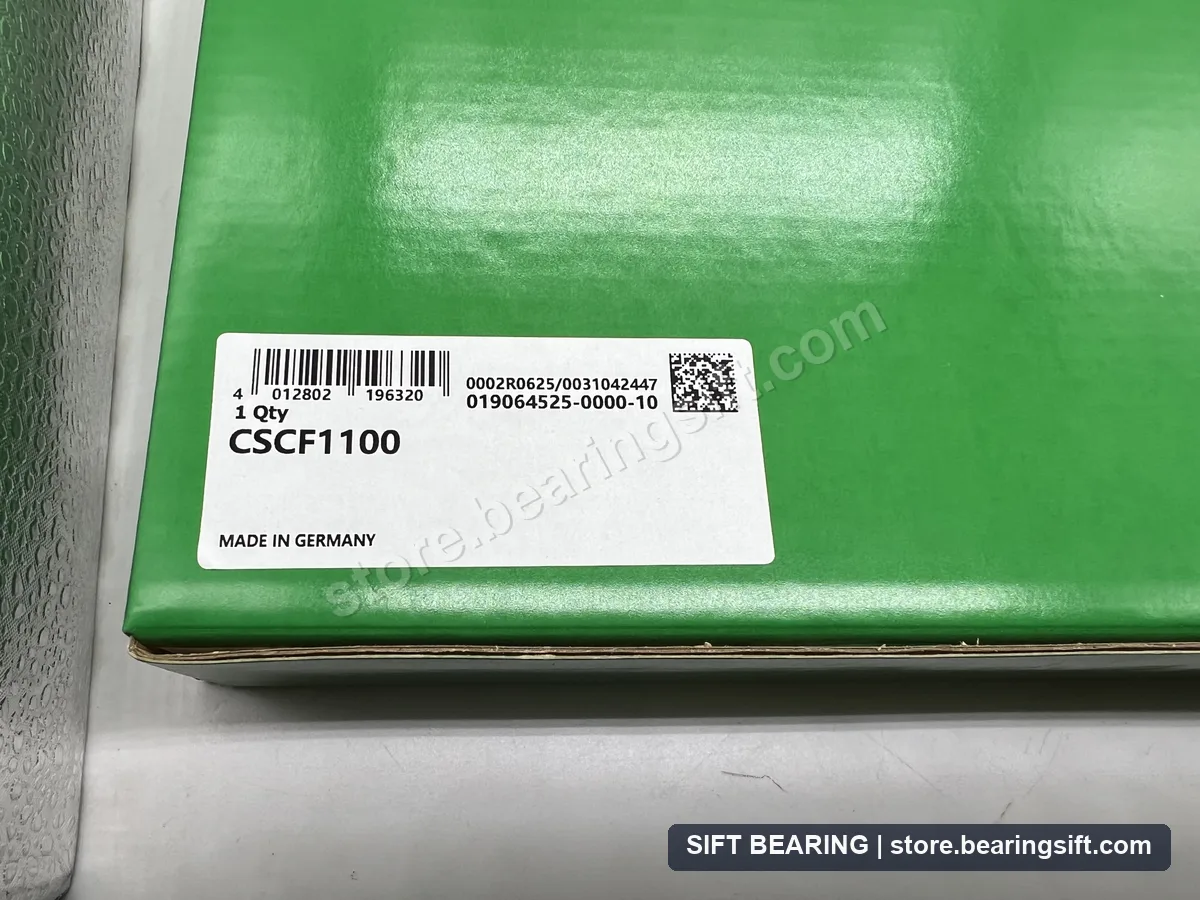 4 012802 196320
0002R0625/0031042447
019064525-0000-10
1 Qty
CSCF1100
MADE IN GERMANY
store.bearingsift.com
SIFT BEARING | store.bearingsift.com